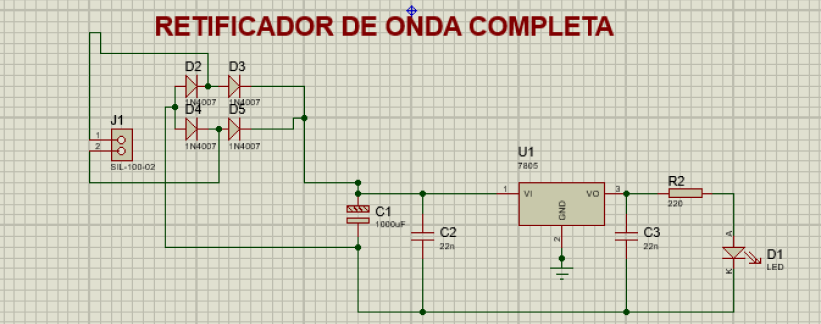 RETIFICADOR DE ONDA COMPLETA
D2
D3
1N4007
1N4007
D4
D5
1N4007
1N4007
J1
1
2
SIL-100-02
U1
7805
1
VI
VO
3
GND
2
R2
220
C1
1000uF
C2
22n
C3
22n
A
K
D1
LED